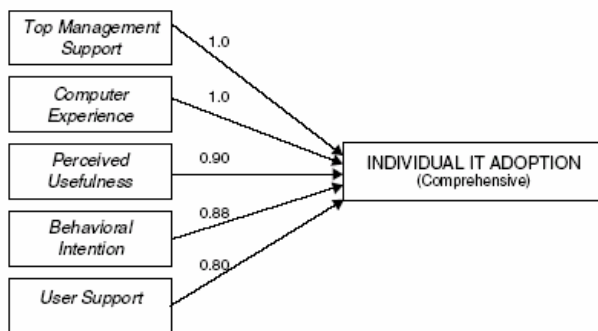 Top Management
Support
1.0
Computer
Experience
1.0
Perceived
Usefulness
0.90
INDIVIDUAL IT ADOPTION
(Comprehensive)
Behavioral
Intention
0.88
User Support
0.80